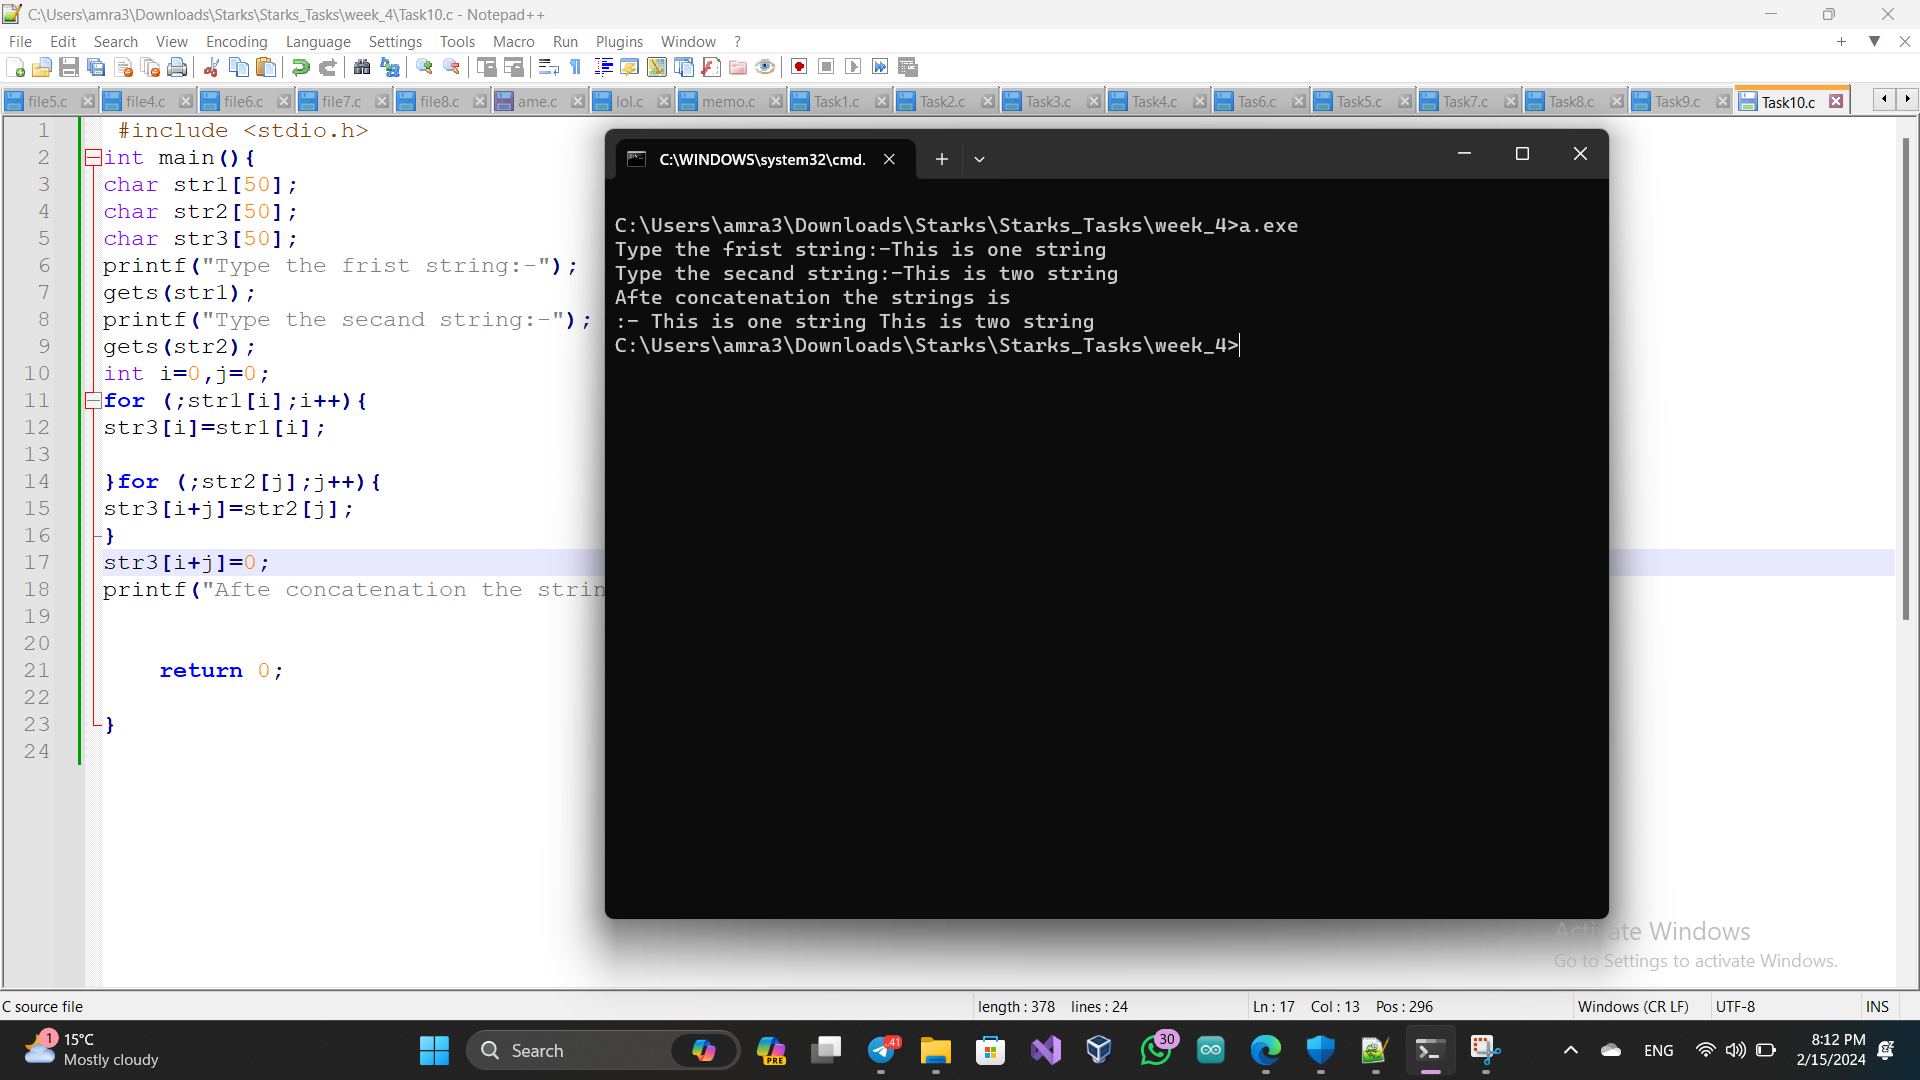 C:\Users\amra3\Downloads\Starks\Starks_Tasks\week_4\Task10.c - Notepad++
File Edit Search View Encoding Language Settings Tools Macro Run Plugins Window ?
file5.c file4.c file6.c file7.c file8.c ame.c lol.c memo.c Task1.c Task2.c Task3.c Task4.c Tas6.c Task5.c Task7.c Task8.c Task9.c Task10.c
1 #include <stdio.h>
2 int main(){
3 char str1[50];
4 char str2[50];
5 char str3[50];
6 printf("Type the frist string:-");
7 gets(str1);
8 printf("Type the secand string:-");
9 gets(str2);
10 int i=0,j=0;
11 for (;str1[i];i++){
12 str3[i]=str1[i];
13
14 }for (;str2[j];j++){
15 str3[i+j]=str2[j];
16 }
17 str3[i+j]=0;
18 printf("Afte concatenation the strin
19
20
21 return 0;
22
23 }
24
C:\WINDOWS\system32\cmd.
C:\Users\amra3\Downloads\Starks\Starks_Tasks\week_4>a.exe
Type the frist string:-This is one string
Type the secand string:-This is two string
Afte concatenation the strings is
:- This is one string This is two string
C:\Users\amra3\Downloads\Starks\Starks_Tasks\week_4>
Activate Windows
Go to Settings to activate Windows.
C source file length : 378 lines : 24 Ln : 17 Col : 13 Pos : 296 Windows (CR LF) UTF-8 INS
1 15°C
Mostly cloudy
Search
PRE
41
30
ENG
8:12 PM
2/15/2024